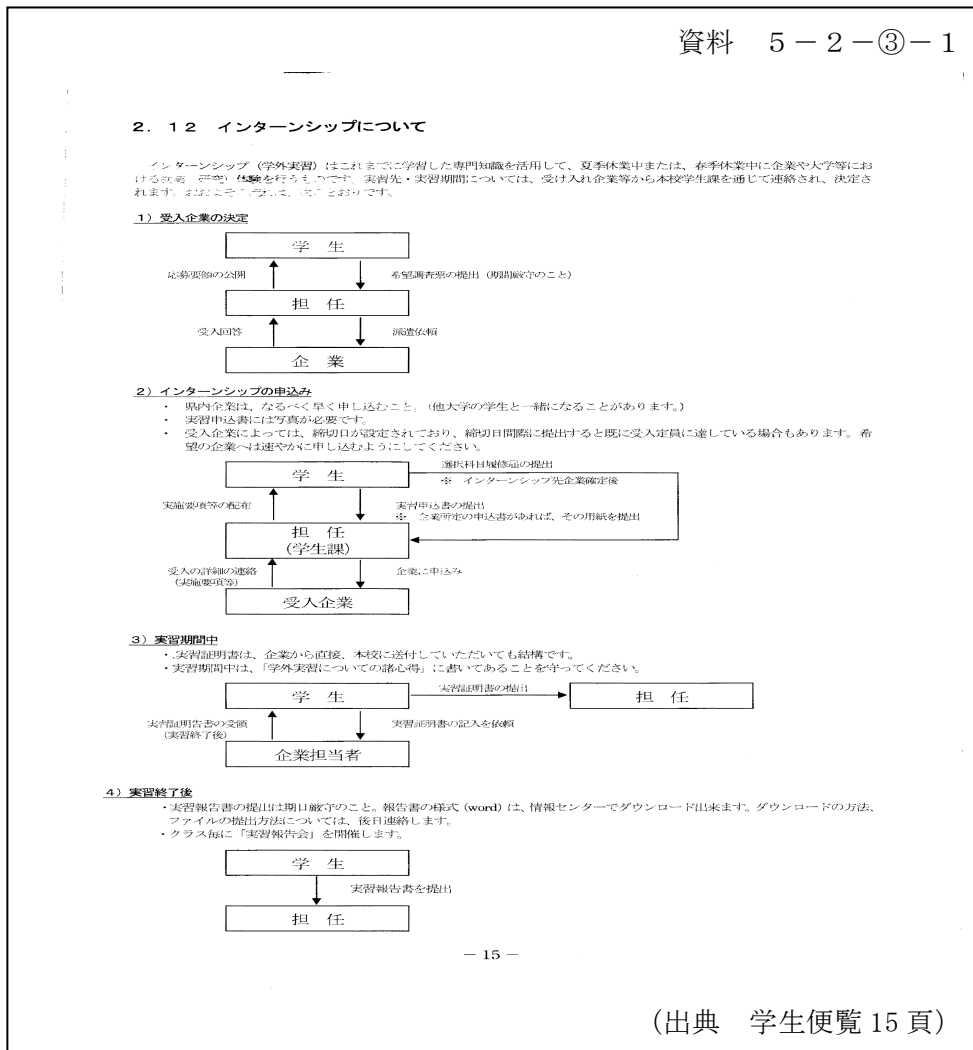 資料 5-2-③-1
2.12 インターンシップについて
インターンシップ（学外実習）はこれまでに学習した専門知識を活用して、夏季休業中または、春季休業中に企業や大学等にお
ける 体験を行うものです。実習先・実習期間については、受け入れ企業等から本校学生課を通じて連絡され、決定さ
れます。
1）受入企業の決定
学 生
応募要領の公開 希望調査票の提出（期間厳守のこと）
担 任
受入回答 派遣依頼
企 業
2）インターンシップの申込み
・ 県内企業は、なるべく早く申し込むこと。（他大学の学生と一緒になることがあります。）
・ 実習申込書には写真が必要です。
・ 受入企業によっては、締切日が設定されており、締切日間際に提出すると既に受入定員に達している場合もあります。希
望の企業へは速やかに申し込むようにしてください。
選択科目履修届の提出
学 生
※ インターンシップ先企業確定後
実施要項等の配布 実習申込書の提出
※ 企業所定の申込書があれば、その用紙を提出
担 任
（学生課）
受入の詳細の連絡 企業に申込み
（実施要項等）
受入企業
3）実習期間中
・実習証明書は、企業から直接、本校に送付していただいても結構です。
・実習期間中は、「学外実習についての諸心得」に書いてあることを守ってください。
学 生 実習証明書の提出 担 任
実習証明告書の受領 実習証明書の記入を依頼
（実習終了後）
企業担当者
4）実習終了後
・実習報告書の提出は期日厳守のこと。報告書の様式（word）は、情報センターでダウンロード出来ます。ダウンロードの方法、
ファイルの提出方法については、後日連絡します。
・クラス毎に「実習報告会」を開催します。
学 生
実習報告書を提出
担 任
－ 15 －
（出典 学生便覧 15 頁）